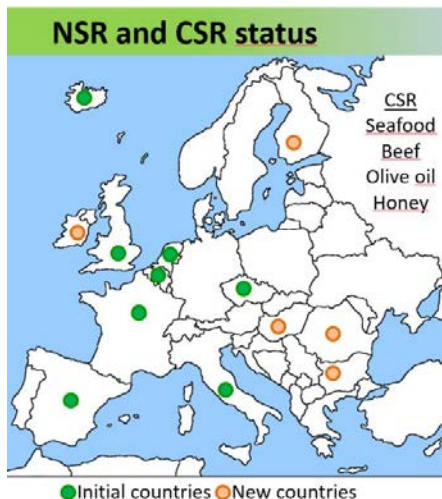 NSR and CSR status
CSR
Seafood
Beef
Olive oil
Honey
Initial countries New countries